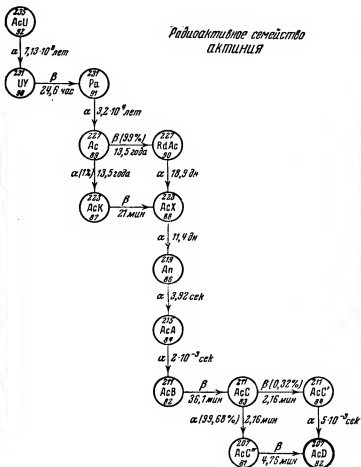 Радиоактивное семейство
актиния
235
AcU
92
α 7,13·10⁸ лет
231
UY
90
β
24,6 час
231
Pa
91
α 3,2·10⁴ лет
227
Ac
89
β (99%)
13,5 года
227
RdAc
90
α (1%) 13,5 года
α 18,9 дн
223
AcK
87
β
21 мин
223
AcX
88
α 11,4 дн
219
An
86
α 3,92 сек
215
AcA
84
α 2·10⁻³ сек
211
AcB
82
β
36,1 мин
211
AcC
83
β (0,32%)
2,16 мин
211
AcC'
84
α (99,68%) 2,16 мин
α 5·10⁻³ сек
207
AcC"
81
β
4,76 мин
207
AcD
82